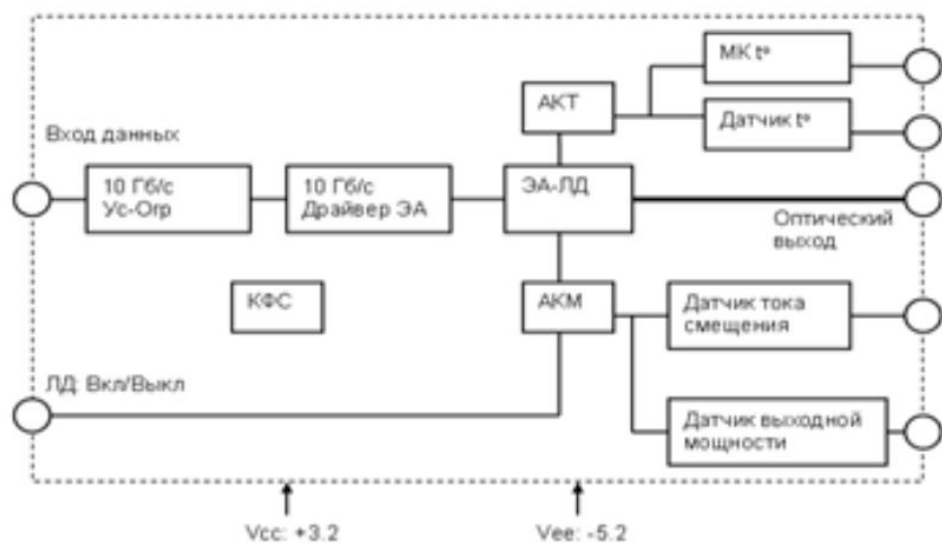 МК t°
АКТ
Датчик t°
Вход данных
10 Гб/с
Ус-Огр
10 Гб/с
Драйвер ЭА
ЭА-ЛД
Оптический
выход
КФС
АКМ
Датчик тока
смещения
ЛД: Вкл/Выкл
Датчик выходной
мощности
Vcc: +3.2
Vee: -5.2